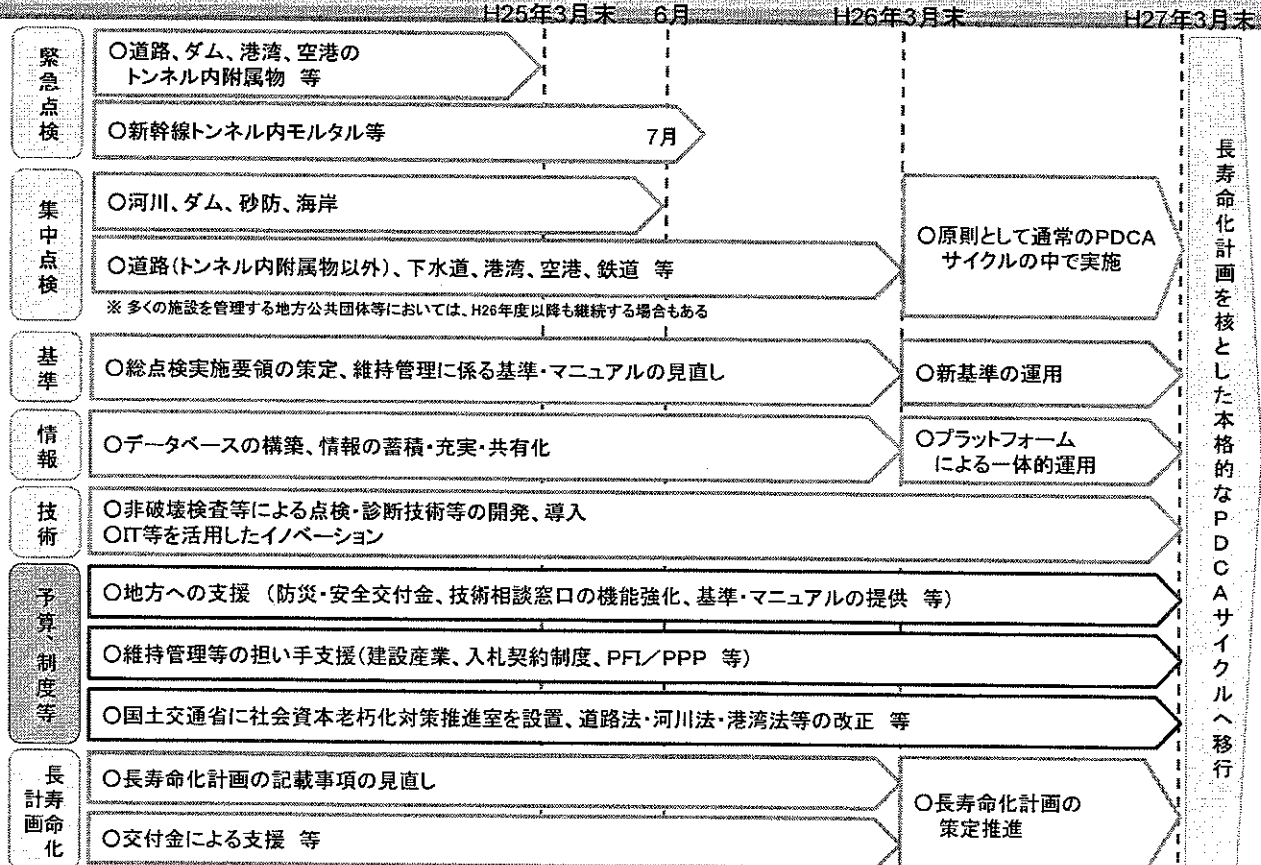 H25年3月末 6月 H26年3月末 H27年3月末
緊急点検
〇道路、ダム、港湾、空港の
トンネル内附属物 等
〇新幹線トンネル内モルタル等 7月
集中点検
〇河川、ダム、砂防、海岸
〇道路(トンネル内附属物以外)、下水道、港湾、空港、鉄道 等
※ 多くの施設を管理する地方公共団体等においては、H26年度以降も継続する場合もある
〇原則として通常のPDCA
サイクルの中で実施
基準
〇総点検実施要領の策定、維持管理に係る基準・マニュアルの見直し
〇新基準の運用
情報
〇データベースの構築、情報の蓄積・充実・共有化
〇プラットフォーム
による一体的運用
技術
〇非破壊検査等による点検・診断技術等の開発、導入
〇IT等を活用したイノベーション
予算、制度等
〇地方への支援 (防災・安全交付金、技術相談窓口の機能強化、基準・マニュアルの提供 等)
〇維持管理等の担い手支援(建設産業、入札契約制度、PFI/PPP 等)
〇国土交通省に社会資本老朽化対策推進室を設置、道路法・河川法・港湾法等の改正 等
長寿命化
計画
〇長寿命化計画の記載事項の見直し
〇交付金による支援 等
〇長寿命化計画の
策定推進
長寿命化計画を核とした本格的なPDCAサイクルへ移行